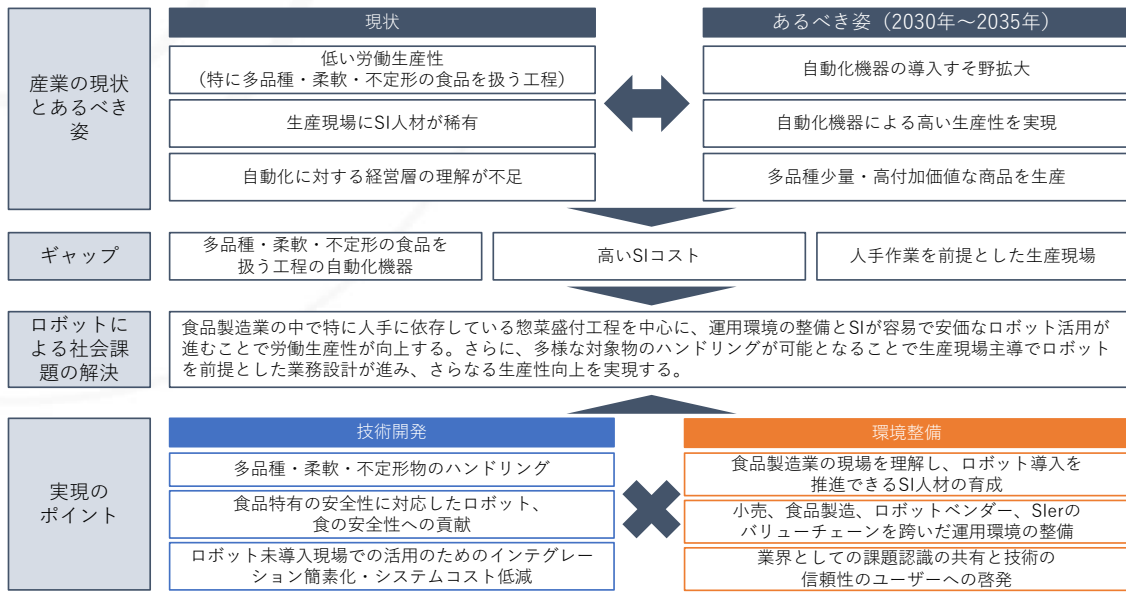 産業の現状
とあるべき
姿
現状
低い労働生産性
(特に多品種・柔軟・不定形の食品を扱う工程)
生産現場にSI人材が稀有
自動化に対する経営層の理解が不足
あるべき姿（2030年～2035年）
自動化機器の導入すそ野拡大
自動化機器による高い生産性を実現
多品種少量・高付加価値な商品を生産
ギャップ
多品種・柔軟・不定形の食品を
扱う工程の自動化機器
高いSIコスト
人手作業を前提とした生産現場
ロボットに
よる社会課
題の解決
食品製造業の中で特に人手に依存している惣菜盛付工程を中心に、運用環境の整備とSIが容易で安価なロボット活用が
進むことで労働生産性が向上する。さらに、多様な対象物のハンドリングが可能となることで生産現場主導でロボット
を前提とした業務設計が進み、さらなる生産性向上を実現する。
実現の
ポイント
技術開発
多品種・柔軟・不定形物のハンドリング
食品特有の安全性に対応したロボット、
食の安全性への貢献
ロボット未導入現場での活用のためのインテグレー
ション簡素化・システムコスト低減
環境整備
食品製造業の現場を理解し、ロボット導入を
推進できるSI人材の育成
小売、食品製造、ロボットベンダー、SIerの
バリューチェーンを跨いだ運用環境の整備
業界としての課題認識の共有と技術の
信頼性のユーザーへの啓発